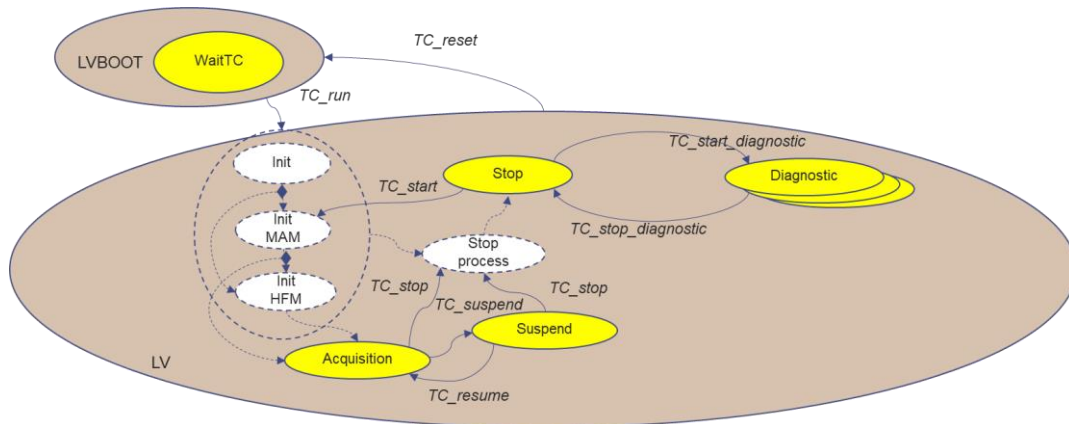 TC_reset
LVBOOT
WaitTC
TC_run
Init
TC_start_diagnostic
Stop
Diagnostic
TC_start
Init
MAM
TC_stop_diagnostic
Stop
process
Init
HFM
TC_stop
TC_suspend
TC_stop
Suspend
LV
Acquisition
TC_resume